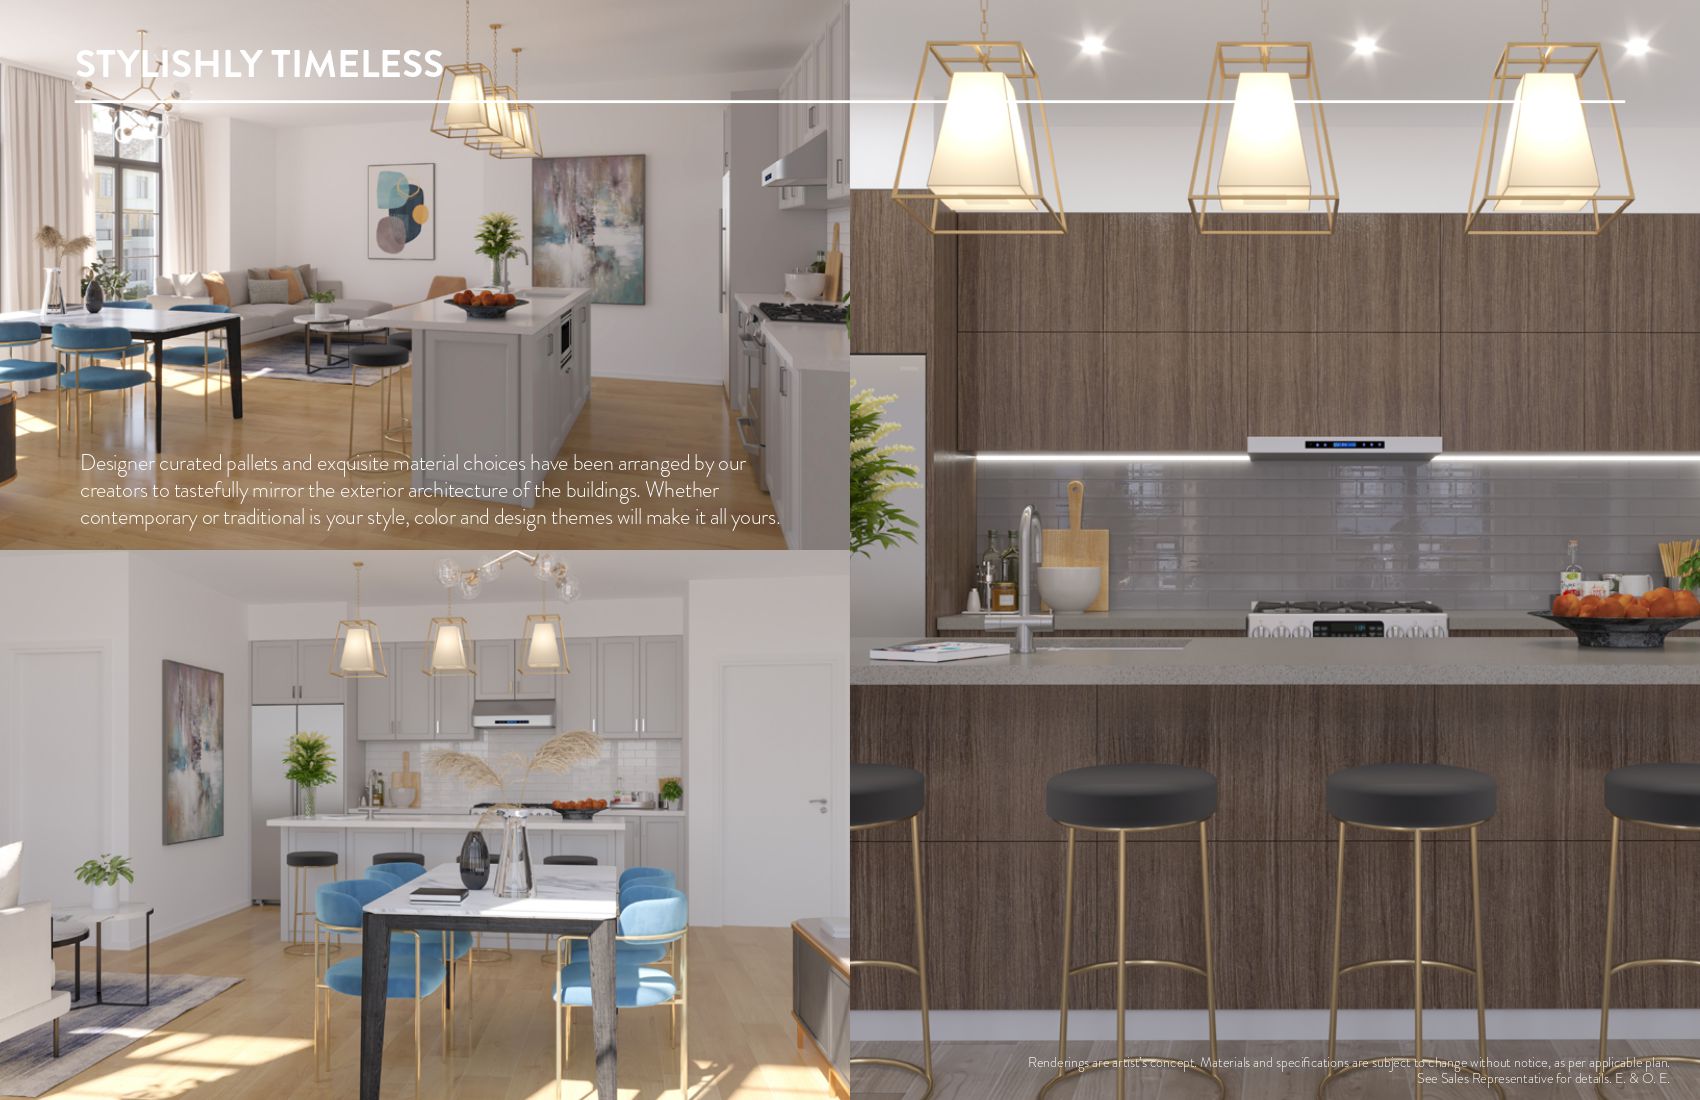 STYLISHLY TIMELESS
Designer curated pallets and exquisite material choices have been arranged by our
creators to tastefully mirror the exterior architecture of the buildings. Whether
contemporary or traditional is your style, color and design themes will make it all yours.
Renderings are artist's concept. Materials and specifications are subject to change without notice, as per applicable plan.
See Sales Representative for details. E. & O. E.